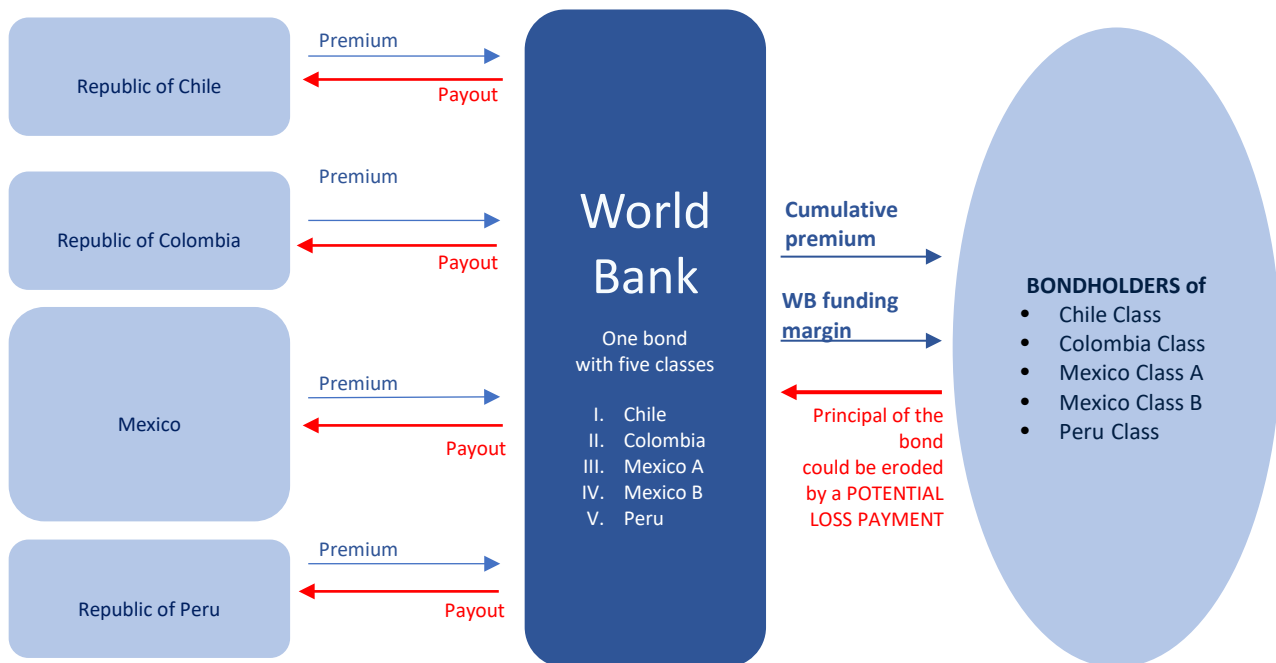 Republic of Chile
Premium
Payout
Republic of Colombia
Premium
Payout
Mexico
Premium
Payout
Republic of Peru
Premium
Payout
World
Bank
One bond
with five classes
I. Chile
II. Colombia
III. Mexico A
IV. Mexico B
V. Peru
Cumulative
premium
WB funding
margin
Principal of the
bond
could be eroded
by a POTENTIAL
LOSS PAYMENT
BONDHOLDERS of
• Chile Class
• Colombia Class
• Mexico Class A
• Mexico Class B
• Peru Class